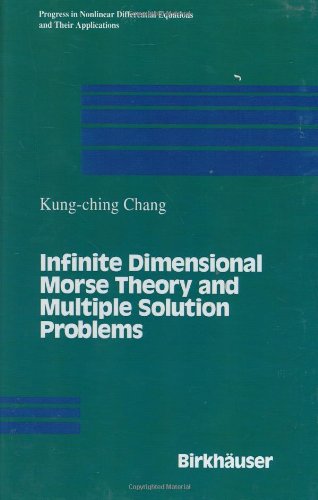 Progress in Nonlinear Differential Equations
and Their Applications
Kung-ching Chang
Infinite Dimensional
Morse Theory and
Multiple Solution
Problems
Birkhäuser